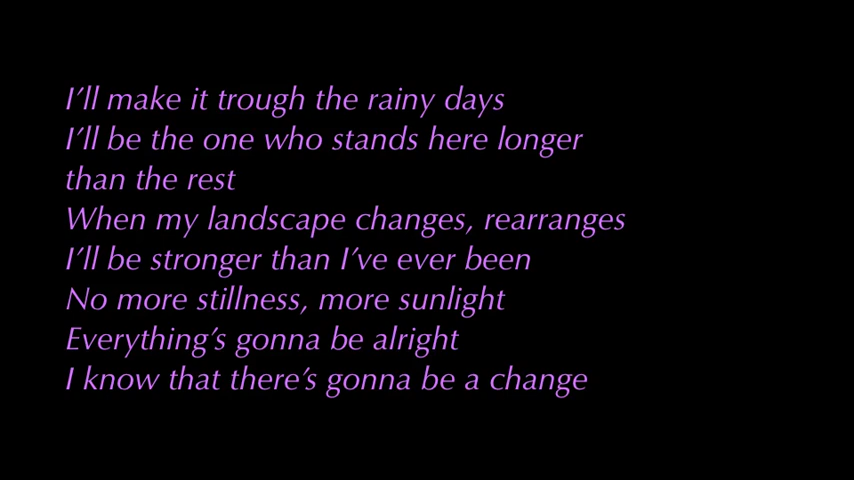 I’ll make it trough the rainy days
I’ll be the one who stands here longer
than the rest
When my landscape changes, rearranges
I’ll be stronger than I’ve ever been
No more stillness, more sunlight
Everything’s gonna be alright
I know that there’s gonna be a change